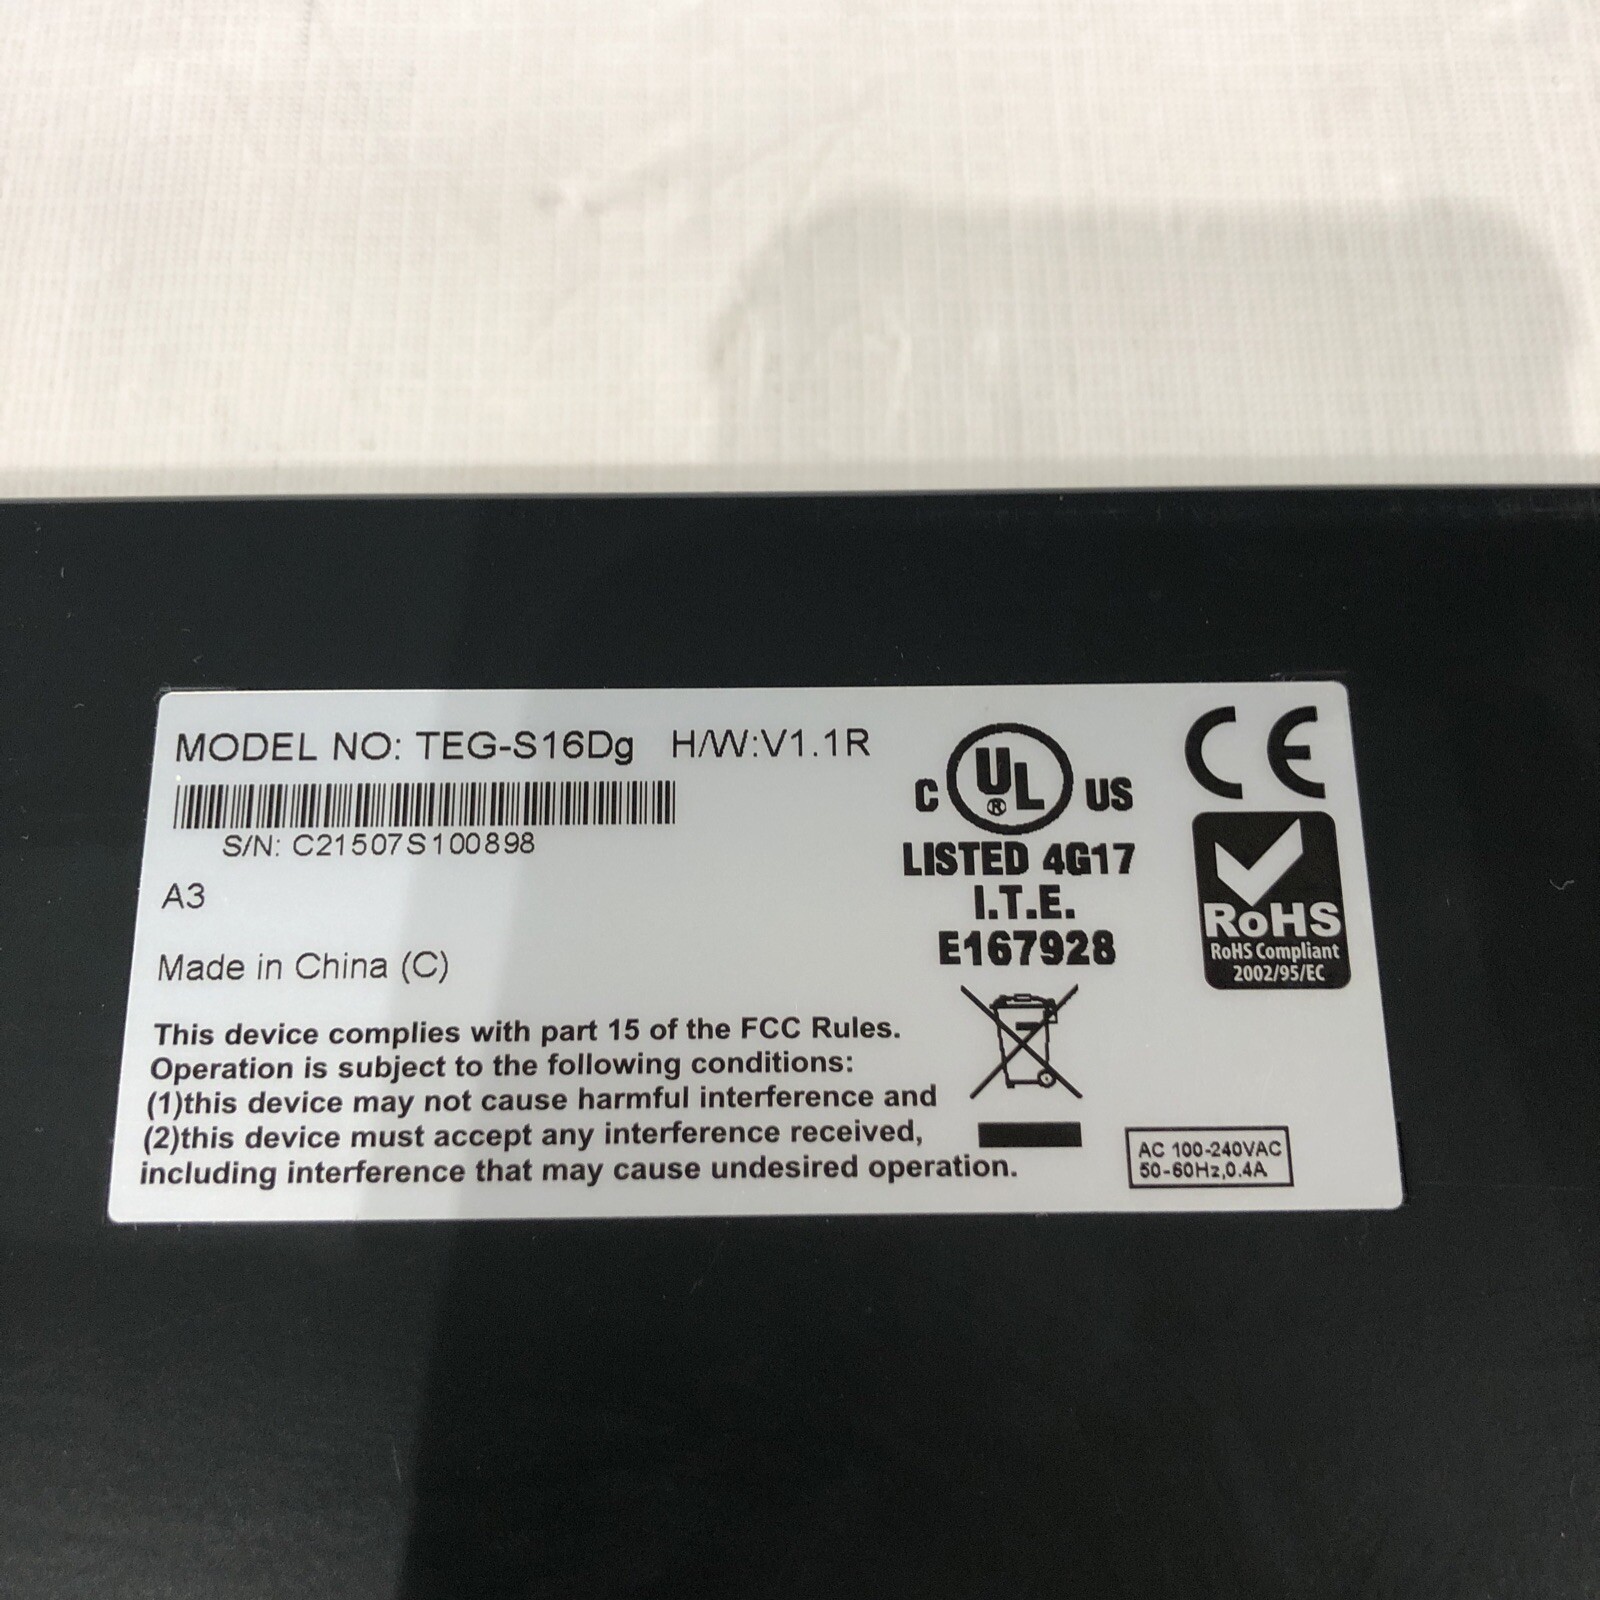 MODEL NO: TEG-S16Dg H/W:V1.1R
S/N: C21507S100898
A3
Made in China (C)
This device complies with part 15 of the FCC Rules.
Operation is subject to the following conditions:
(1)this device may not cause harmful interference and
(2)this device must accept any interference received,
including interference that may cause undesired operation.
C UL ® US
LISTED 4G17
I.T.E.
E167928
CE
RoHS
RoHS Compliant
2002/95/EC
AC 100-240VAC
50-60Hz,0.4A